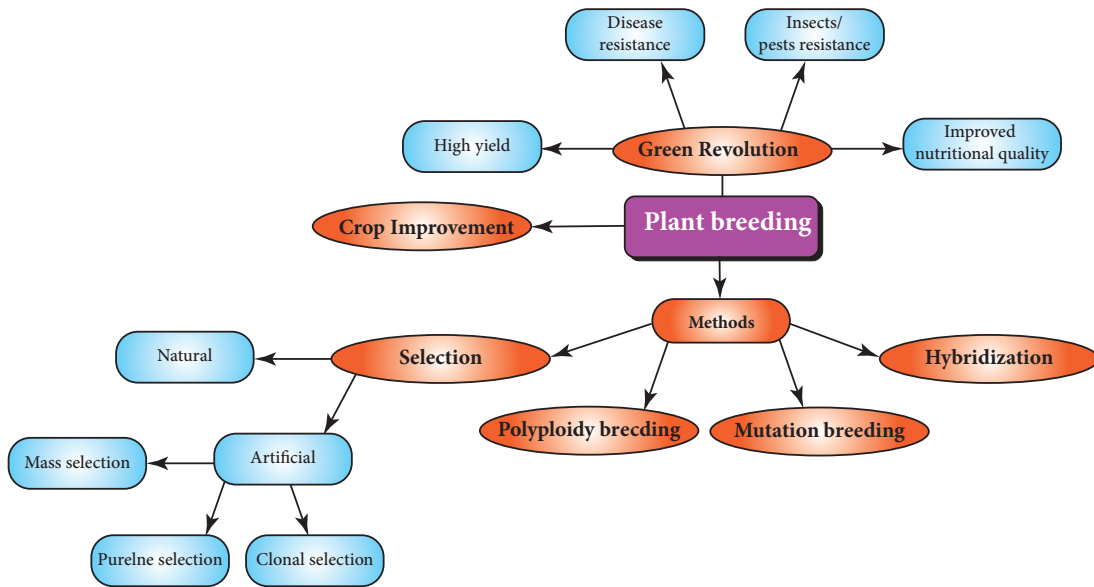 Disease
resistance
Insects/
pests resistance
High yield
Green Revolution
Improved
nutritional quality
Crop Improvement
Plant breeding
Methods
Natural
Selection
Hybridization
Polyploidy brecding
Mutation breeding
Mass selection
Artificial
Purelne selection
Clonal selection